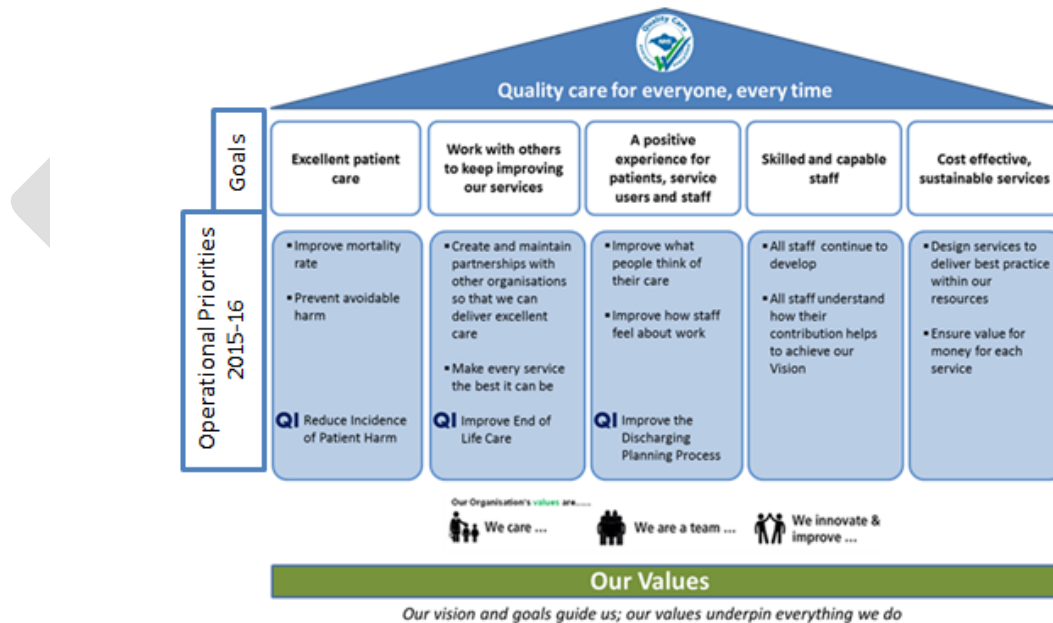 Quality Care
NHS
Quality care for everyone, every time
Goals
Excellent patient
care
Work with others
to keep improving
our services
A positive
experience for
patients, service
users and staff
Skilled and capable
staff
Cost effective,
sustainable services
Operational Priorities
2015-16
▪ Improve mortality
rate
▪ Prevent avoidable
harm
QI Reduce Incidence
of Patient Harm
▪ Create and maintain
partnerships with
other organisations
so that we can
deliver excellent
care
▪ Make every service
the best it can be
QI Improve End of
Life Care
▪ Improve what
people think of
their care
▪ Improve how staff
feel about work
QI Improve the
Discharging
Planning Process
▪ All staff continue to
develop
▪ All staff understand
how their
contribution helps
to achieve our
Vision
▪ Design services to
deliver best practice
within our
resources
▪ Ensure value for
money for each
service
Our Organisation's values are......
We care ...
We are a team ...
We innovate &
improve ...
Our Values
Our vision and goals guide us; our values underpin everything we do